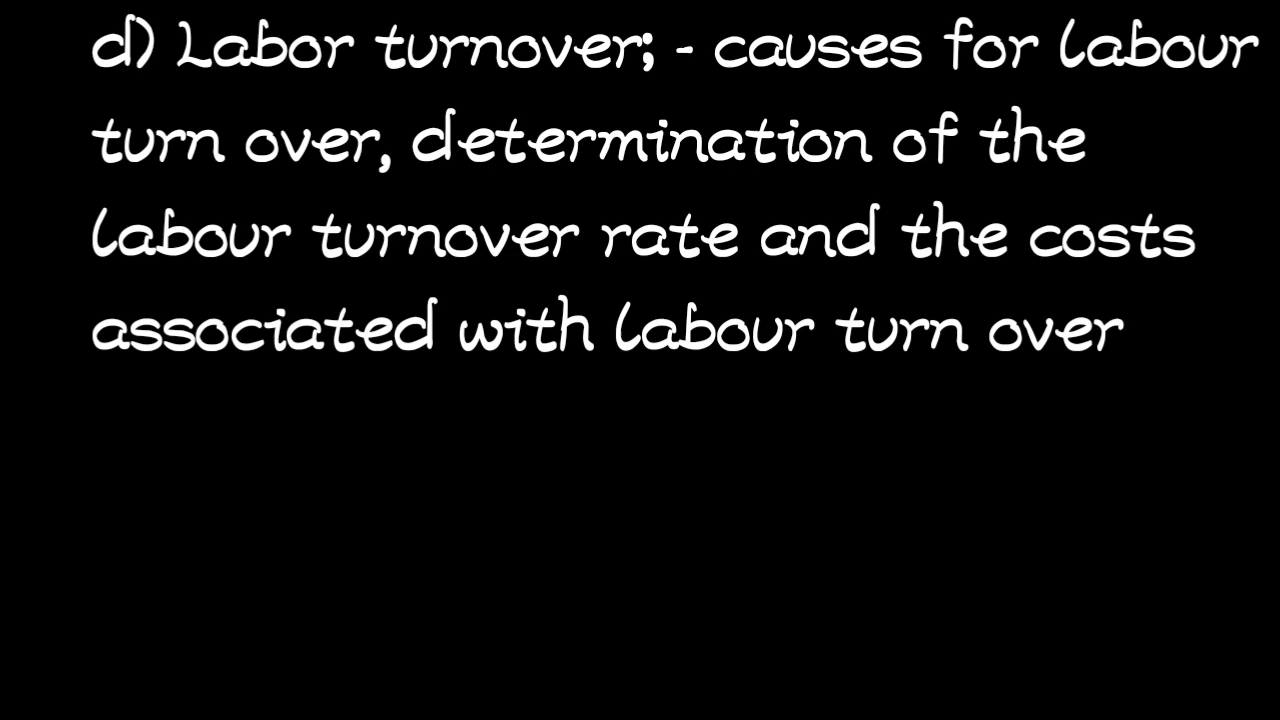 d) Labor turnover; - causes for labour
turn over, determination of the
labour turnover rate and the costs
associated with labour turn over